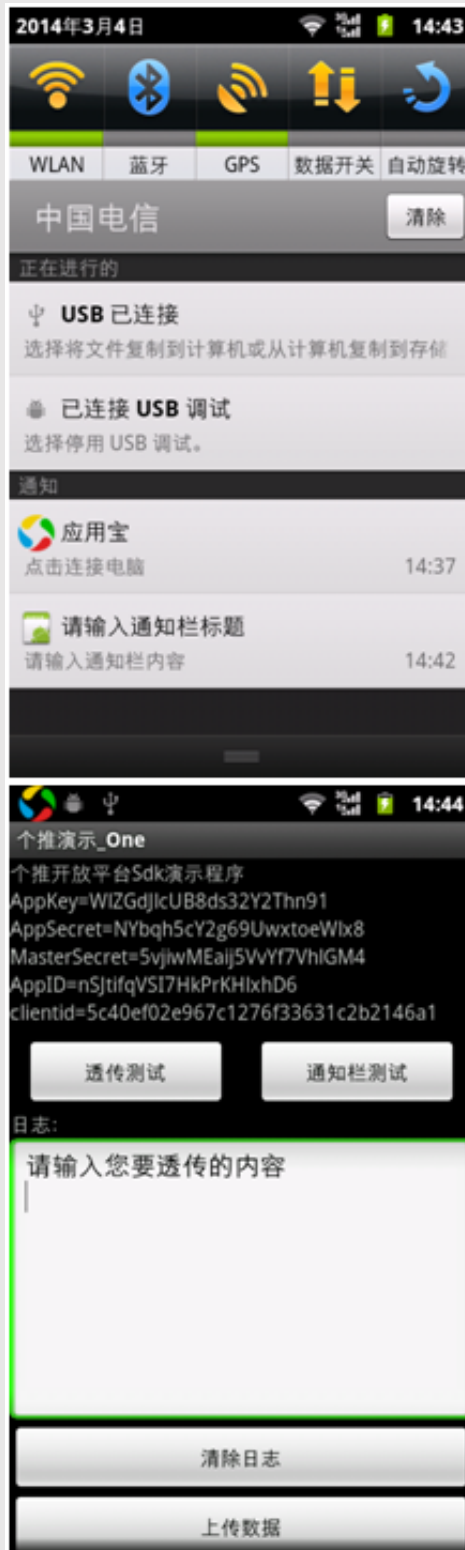 2014年3月4日 14:43
WLAN 蓝牙 GPS 数据开关 自动旋转
中国电信 清除
正在进行的
USB 已连接
选择将文件复制到计算机或从计算机复制到存储
已连接 USB 调试
选择停用 USB 调试。
通知
应用宝
点击连接电脑 14:37
请输入通知栏标题
请输入通知栏内容 14:42
14:44
个推演示_One
个推开放平台Sdk演示程序
AppKey=WIZGdJlcUB8ds32Y2Thn91
AppSecret=NYbqh5cY2g69UwxtoeWlx8
MasterSecret=5vjiwMEaij5VvYf7VhlGM4
AppID=nSJtifqVSI7HkPrKHlxhD6
clientid=5c40ef02e967c1276f33631c2b2146a1
透传测试 通知栏测试
日志:
请输入您要透传的内容
清除日志
上传数据